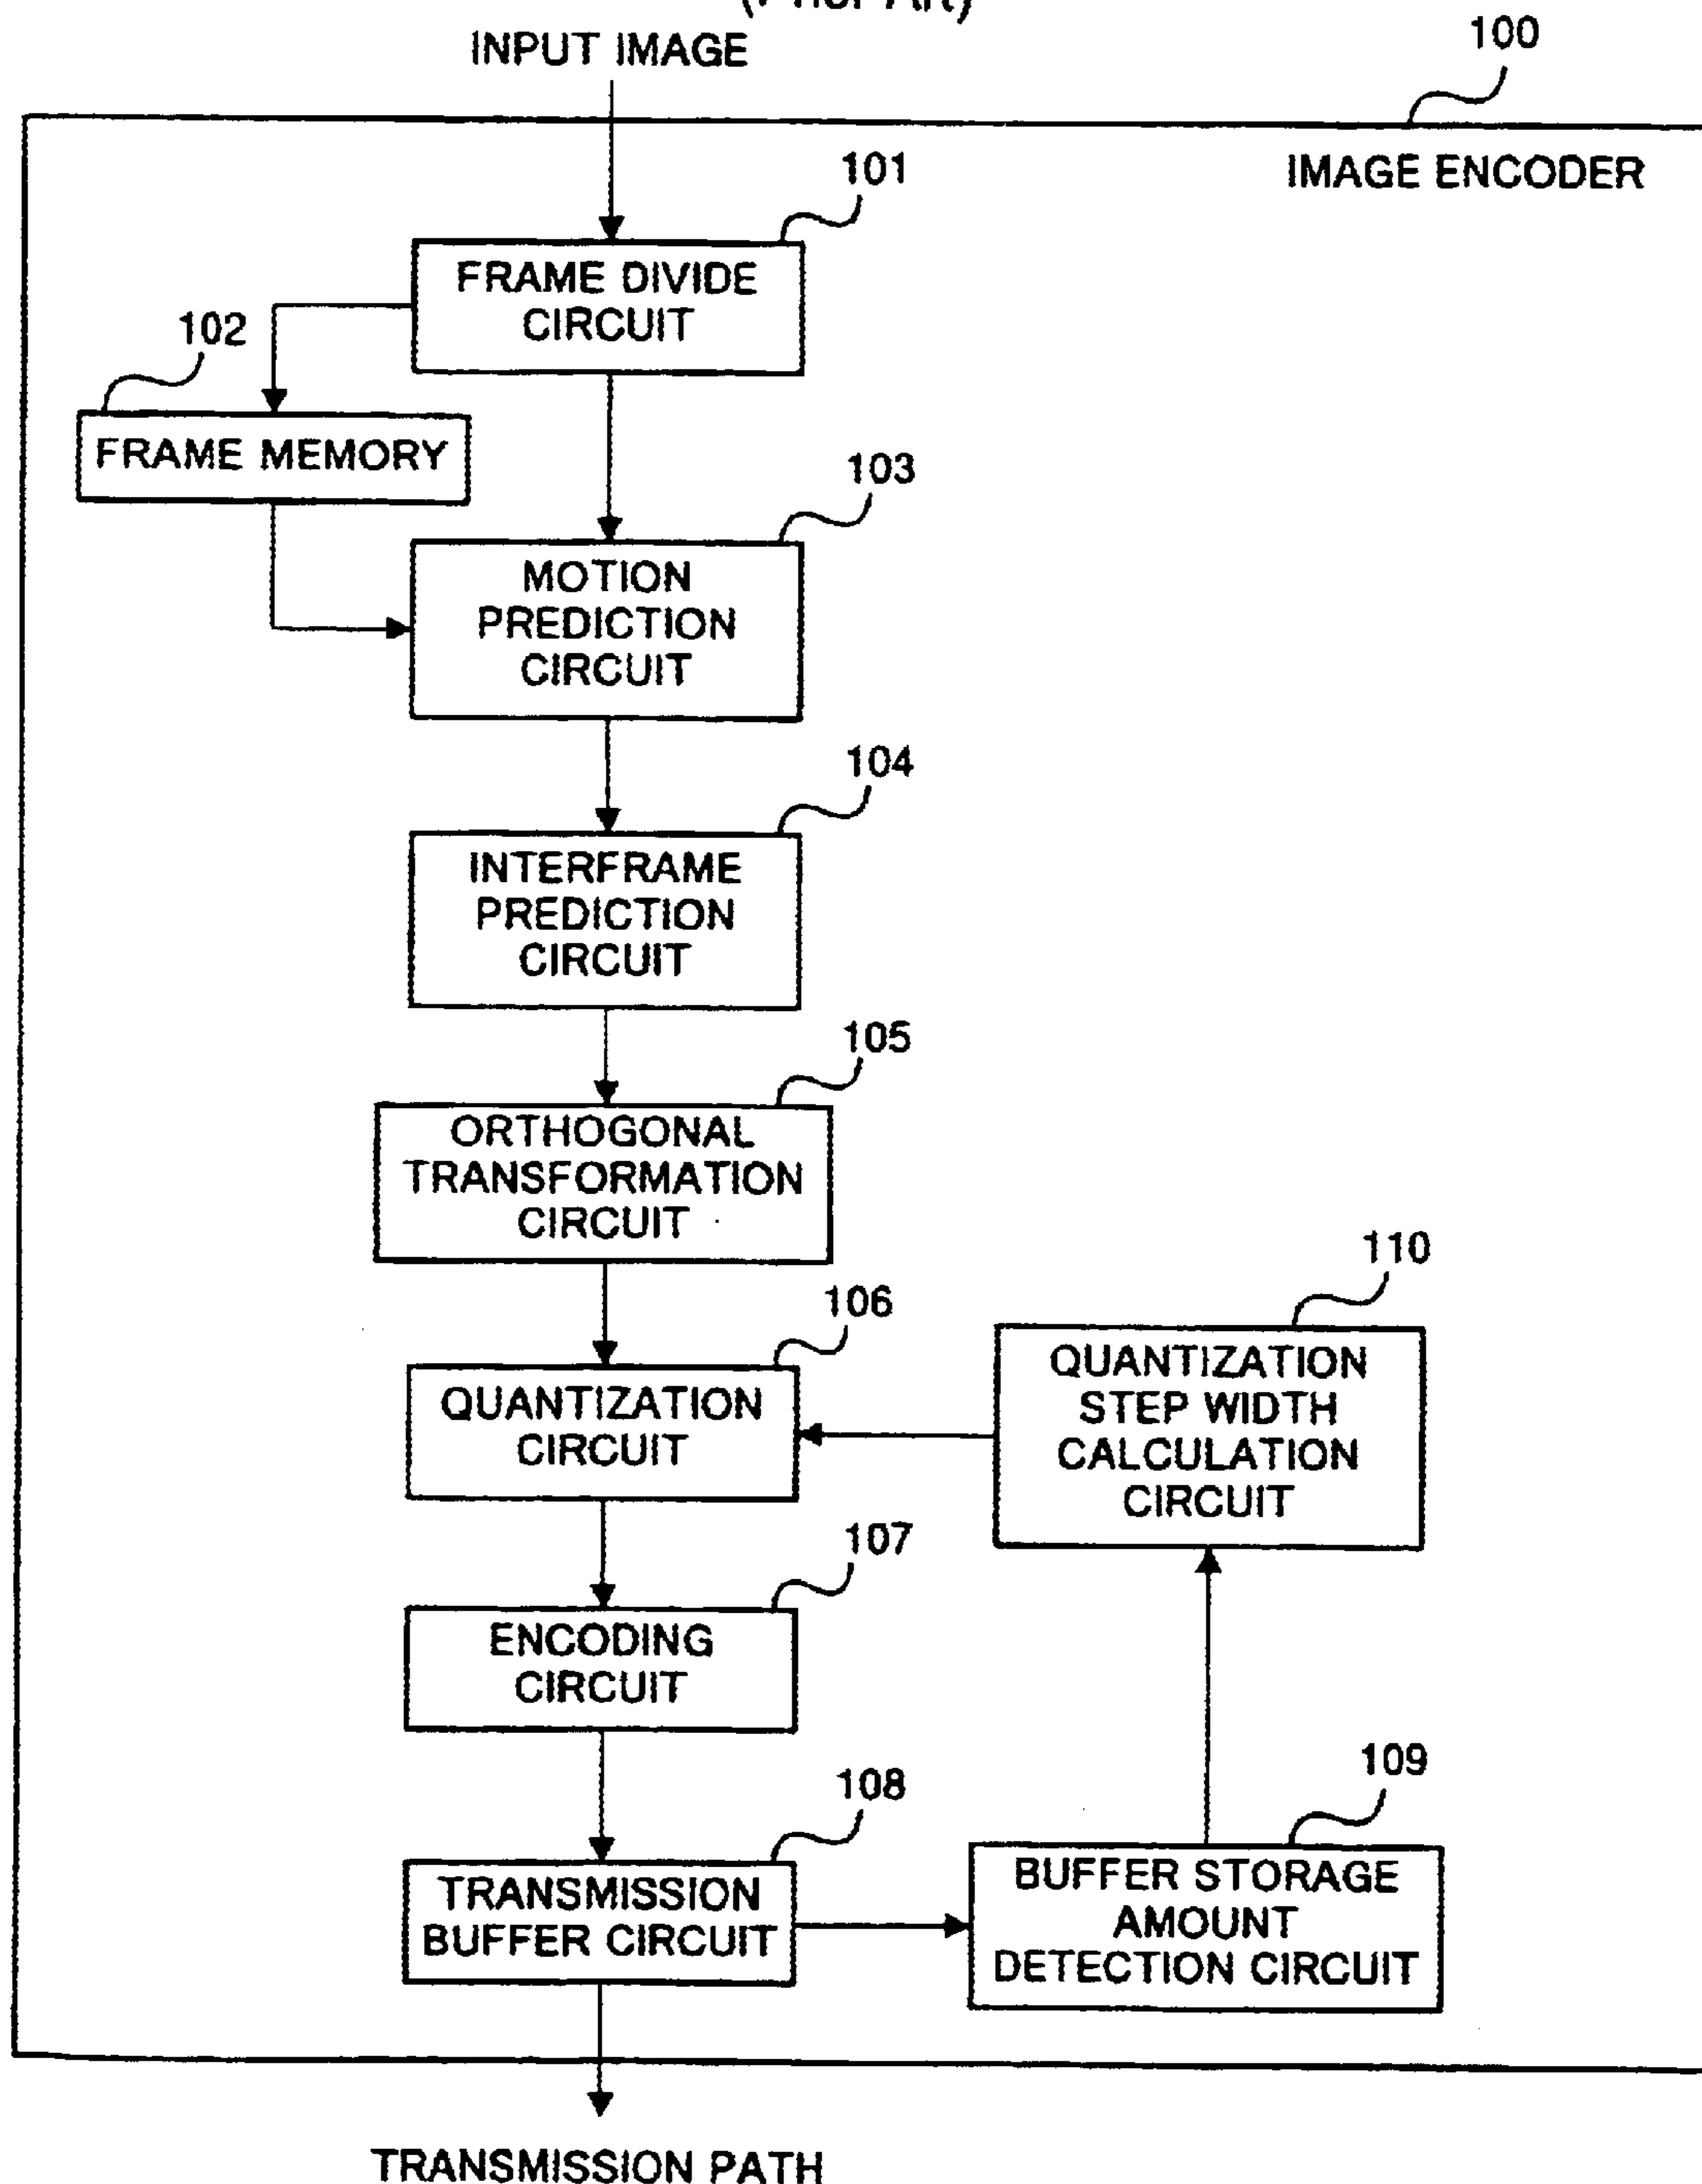 (Prior Art)
INPUT IMAGE
100
IMAGE ENCODER
101
FRAME DIVIDE
CIRCUIT
102
FRAME MEMORY
103
MOTION
PREDICTION
CIRCUIT
104
INTERFRAME
PREDICTION
CIRCUIT
105
ORTHOGONAL
TRANSFORMATION
CIRCUIT
106
QUANTIZATION
CIRCUIT
110
QUANTIZATION
STEP WIDTH
CALCULATION
CIRCUIT
107
ENCODING
CIRCUIT
108
TRANSMISSION
BUFFER CIRCUIT
109
BUFFER STORAGE
AMOUNT
DETECTION CIRCUIT
TRANSMISSION PATH